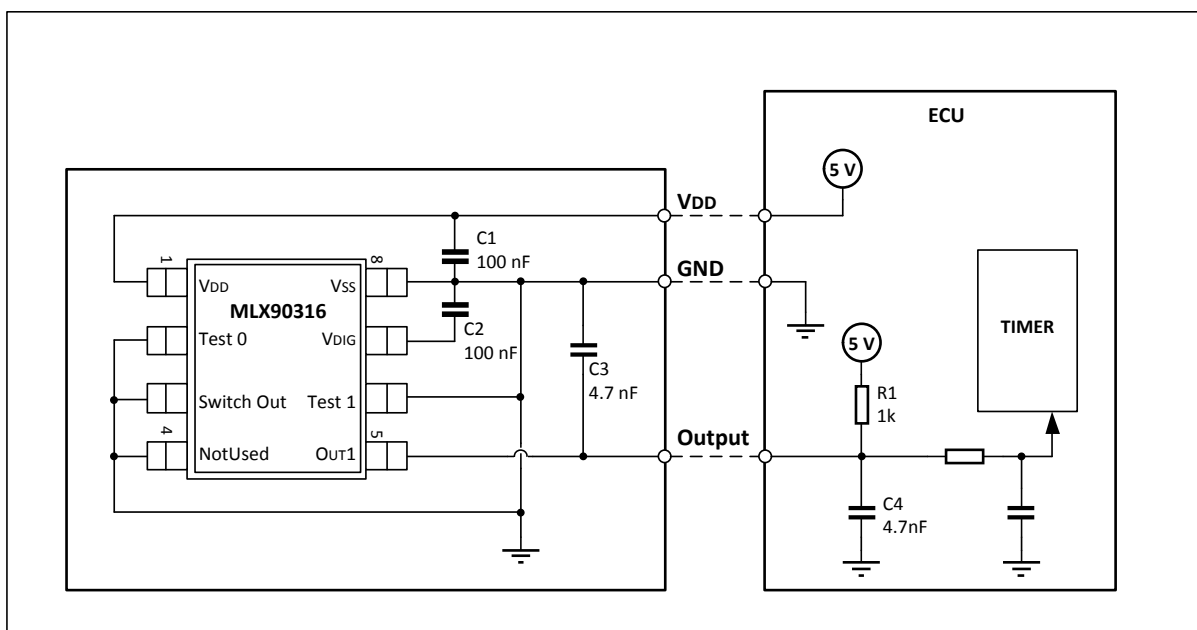 ECU
5 V
VDD
C1
100 nF
1
8
VDD
VSS
GND
MLX90316
TIMER
Test 0
VDIG
C2
100 nF
5 V
C3
4.7 nF
R1
1k
Switch Out
Test 1
4
5
Output
NotUsed
OUT1
C4
4.7nF